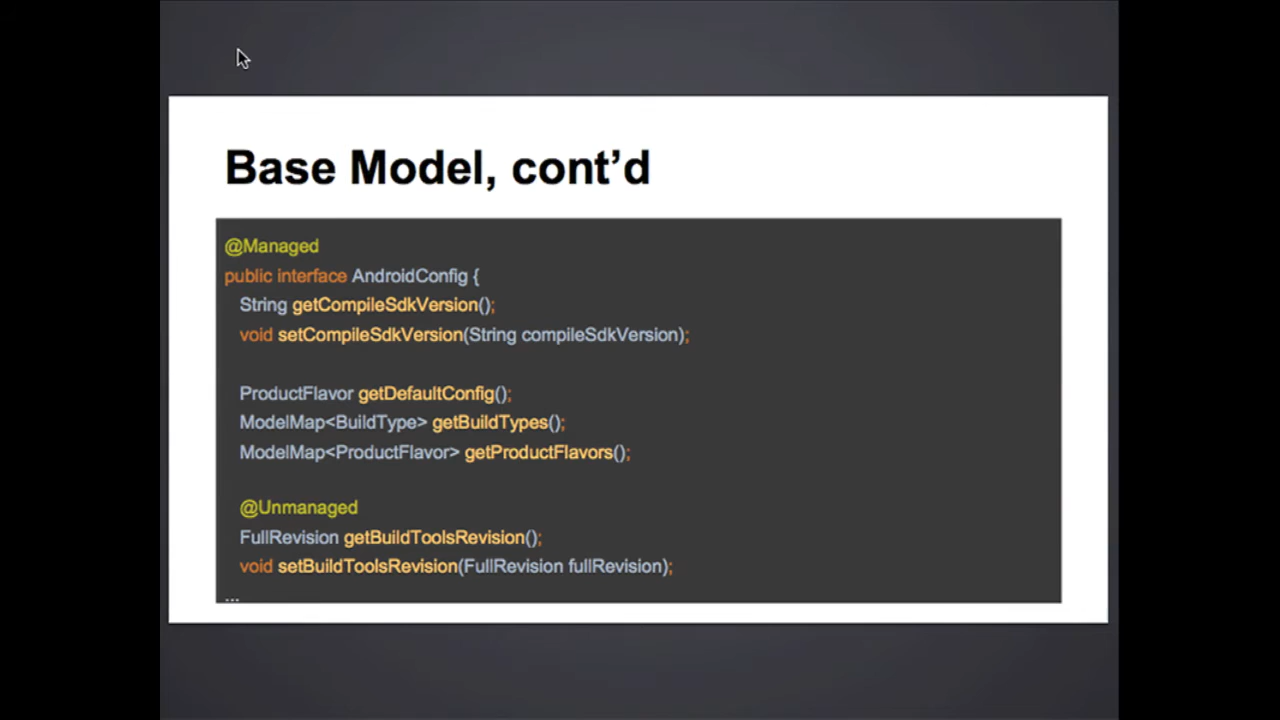 Base Model, cont’d
@Managed
public interface AndroidConfig {
String getCompileSdkVersion();
void setCompileSdkVersion(String compileSdkVersion);
ProductFlavor getDefaultConfig();
ModelMap<BuildType> getBuildTypes();
ModelMap<ProductFlavor> getProductFlavors();
@Unmanaged
FullRevision getBuildToolsRevision();
void setBuildToolsRevision(FullRevision fullRevision);
...